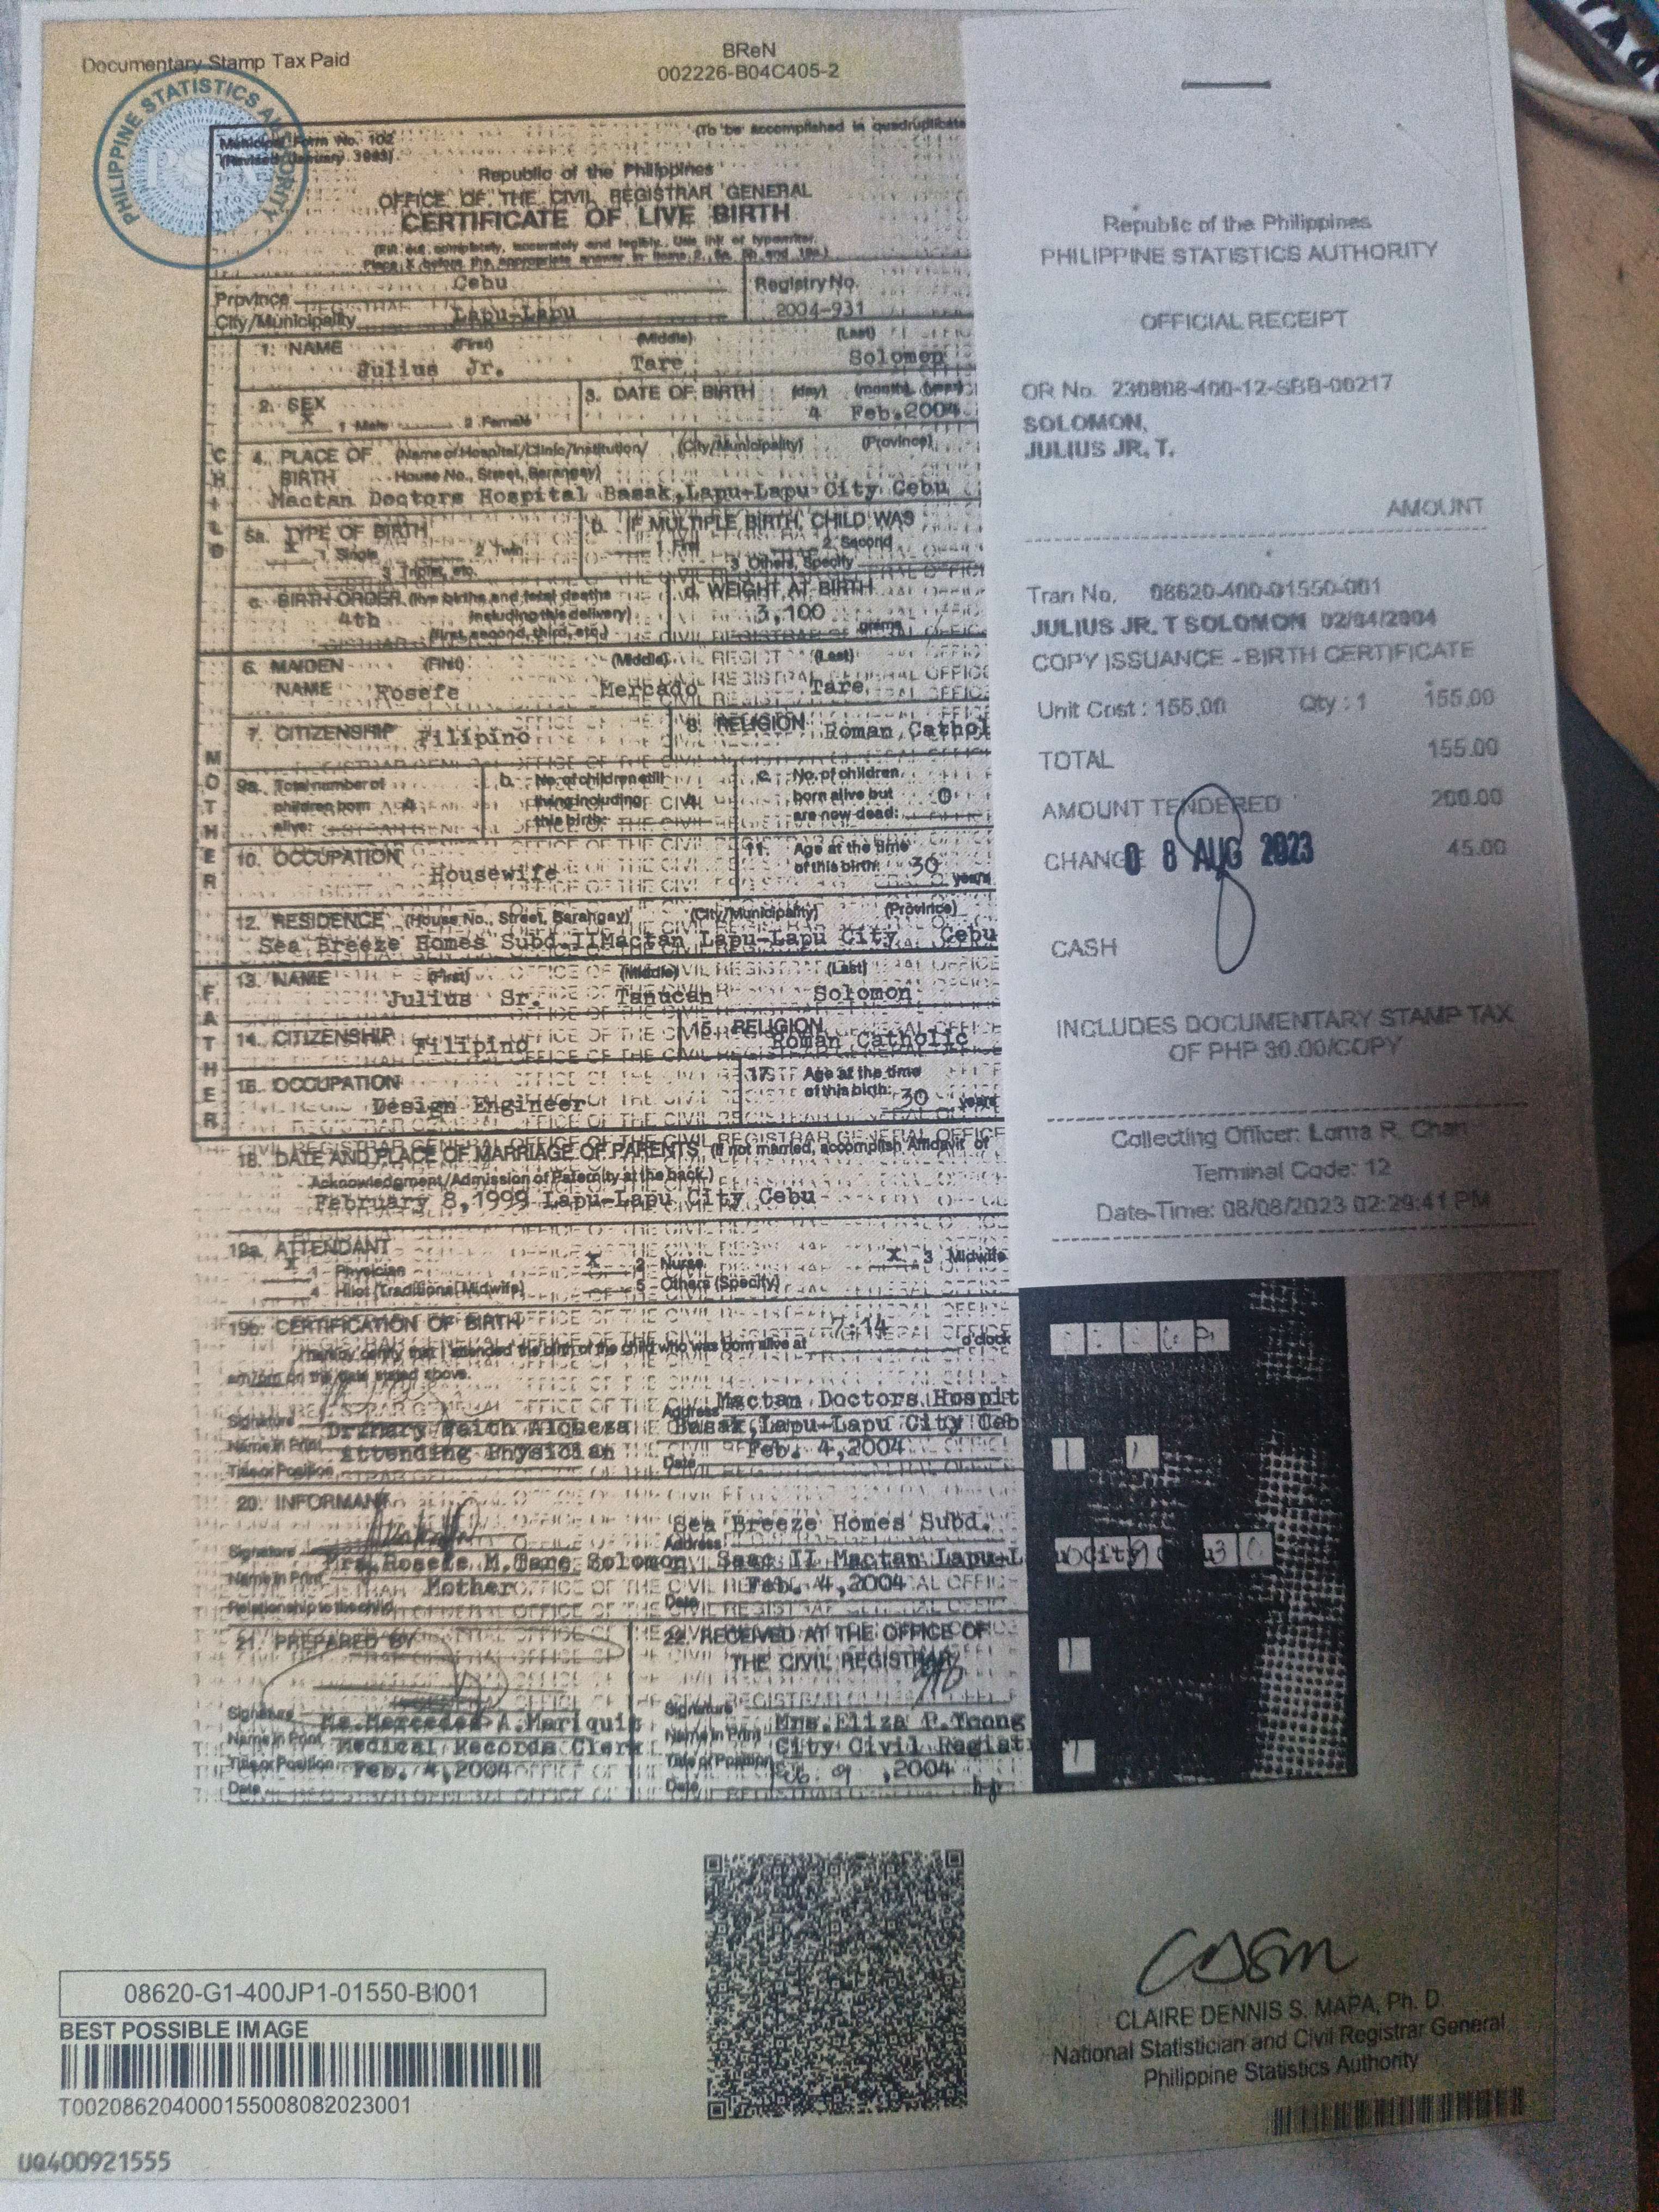 Documentary Stamp Tax Paid
BReN
002226-B04C405-2
PHILIPPINE STATISTICS AUTHORITY
Municipal Form No. 102
(To be accomplished in quadruplicate
(Revised January 1993)
Republic of the Philippines
OFFICE OF THE CIVIL REGISTRAR GENERAL
CERTIFICATE OF LIVE BIRTH
(Fill out completely, accurately and legibly. Use ink or typewriter.
Place X before the appropriate answer in items 2, 5a, 5b and 19a.)
Province Cebu
Registry No.
City/Municipality Lapu-Lapu
2004-931
CHILD
1. NAME (First) (Middle) (Last)
Julius Jr. Tare Solomon
2. SEX
X 1 Male 2 Female
3. DATE OF BIRTH (day) (month) (year)
4 Feb.2004
4. PLACE OF BIRTH (Name of Hospital/Clinic/Institution/ (City/Municipality) (Province)
House No., Street, Barangay)
Mactan Doctors Hospital Basak,Lapu-Lapu City Cebu
5a. TYPE OF BIRTH
X 1 Single 2 Twin
3 Triplet, etc.
b. IF MULTIPLE BIRTH, CHILD WAS
1 First 2 Second
3 Others, Specify
c. BIRTH ORDER (live births and fetal deaths
including this delivery)
4th
(First, second, third, etc.)
d. WEIGHT AT BIRTH
3,100
grams
MOTHER
6. MAIDEN NAME (First) (Middle) (Last)
Rosefe Mercado Tare
7. CITIZENSHIP Filipino
8. RELIGION Roman Cathol
9a. Total number of children born alive: 4
b. No. of children still living including this birth: 4
c. No. of children born alive but are now dead: 0
10. OCCUPATION
Housewife
11. Age at the time of this birth: 30 years
12. RESIDENCE (House No., Street, Barangay) (City/Municipality) (Province)
Sea Breeze Homes Subd.IIMactan Lapu-Lapu City Cebu
FATHER
13. NAME (First) (Middle) (Last)
Julius Sr. Tanucan Solomon
14. CITIZENSHIP Filipino
15. RELIGION
Roman Catholic
16. OCCUPATION
Design Engineer
17. Age at the time of this birth: 30 years
18. DATE AND PLACE OF MARRIAGE OF PARENTS (If not married, accomplish Affidavit of
Acknowledgment/Admission of Paternity at the back.)
February 8,1999 Lapu-Lapu City Cebu
19a. ATTENDANT
X 1 Physician X 2 Nurse X 3 Midwife
4 Hilot (Traditional Midwife) 5 Others (Specify)
19b. CERTIFICATION OF BIRTH
I hereby certify that I attended the birth of the child who was born alive at 7:14 o'clock
am/pm on the date stated above.
Signature
Address Mactan Doctors Hospit
Name in Print
Basak,Lapu-Lapu City Ceb
Title or Position Attending Physician
Date Feb. 4,2004
20. INFORMANT
Signature
Sea Breeze Homes Subd.
Address
Name in Print Mrs.Rosefe M.Tare Solomon
Saac II Mactan Lapu-L
Relationship to the child Mother
Date Feb. 4,2004
21. PREPARED BY
22. RECEIVED AT THE OFFICE OF
THE CIVIL REGISTRAR
Signature
Name in Print Ms.Mercedes A.Mariquit
Title or Position Medical Records Clerk
Date Feb. 4,2004
Signature
Name in Print Mrs.Eliza P.
Title or Position City Civil Regist
Date 9 ,2004
Republic of the Philippines
PHILIPPINE STATISTICS AUTHORITY
OFFICIAL RECEIPT
OR No. 230808-400-12-SBB-00217
SOLOMON,
JULIUS JR, T.
AMOUNT
Tran No. 08620-400-01550-001
JULIUS JR. T SOLOMON 02/04/2004
COPY ISSUANCE - BIRTH CERTIFICATE
Unit Cost : 155.00 Qty : 1 155.00
TOTAL 155.00
AMOUNT TENDERED 200.00
CHANGE 45.00
08 AUG 2023
CASH
INCLUDES DOCUMENTARY STAMP TAX
OF PHP 30.00/COPY
Collecting Officer: Lorna R. Chan
Terminal Code: 12
Date-Time: 08/08/2023 02:29:41 PM
08620-G1-400JP1-01550-BI001
BEST POSSIBLE IMAGE
T002086204000155008082023001
UQ400921555
CLAIRE DENNIS S. MAPA, Ph. D.
National Statistician and Civil Registrar General
Philippine Statistics Authority